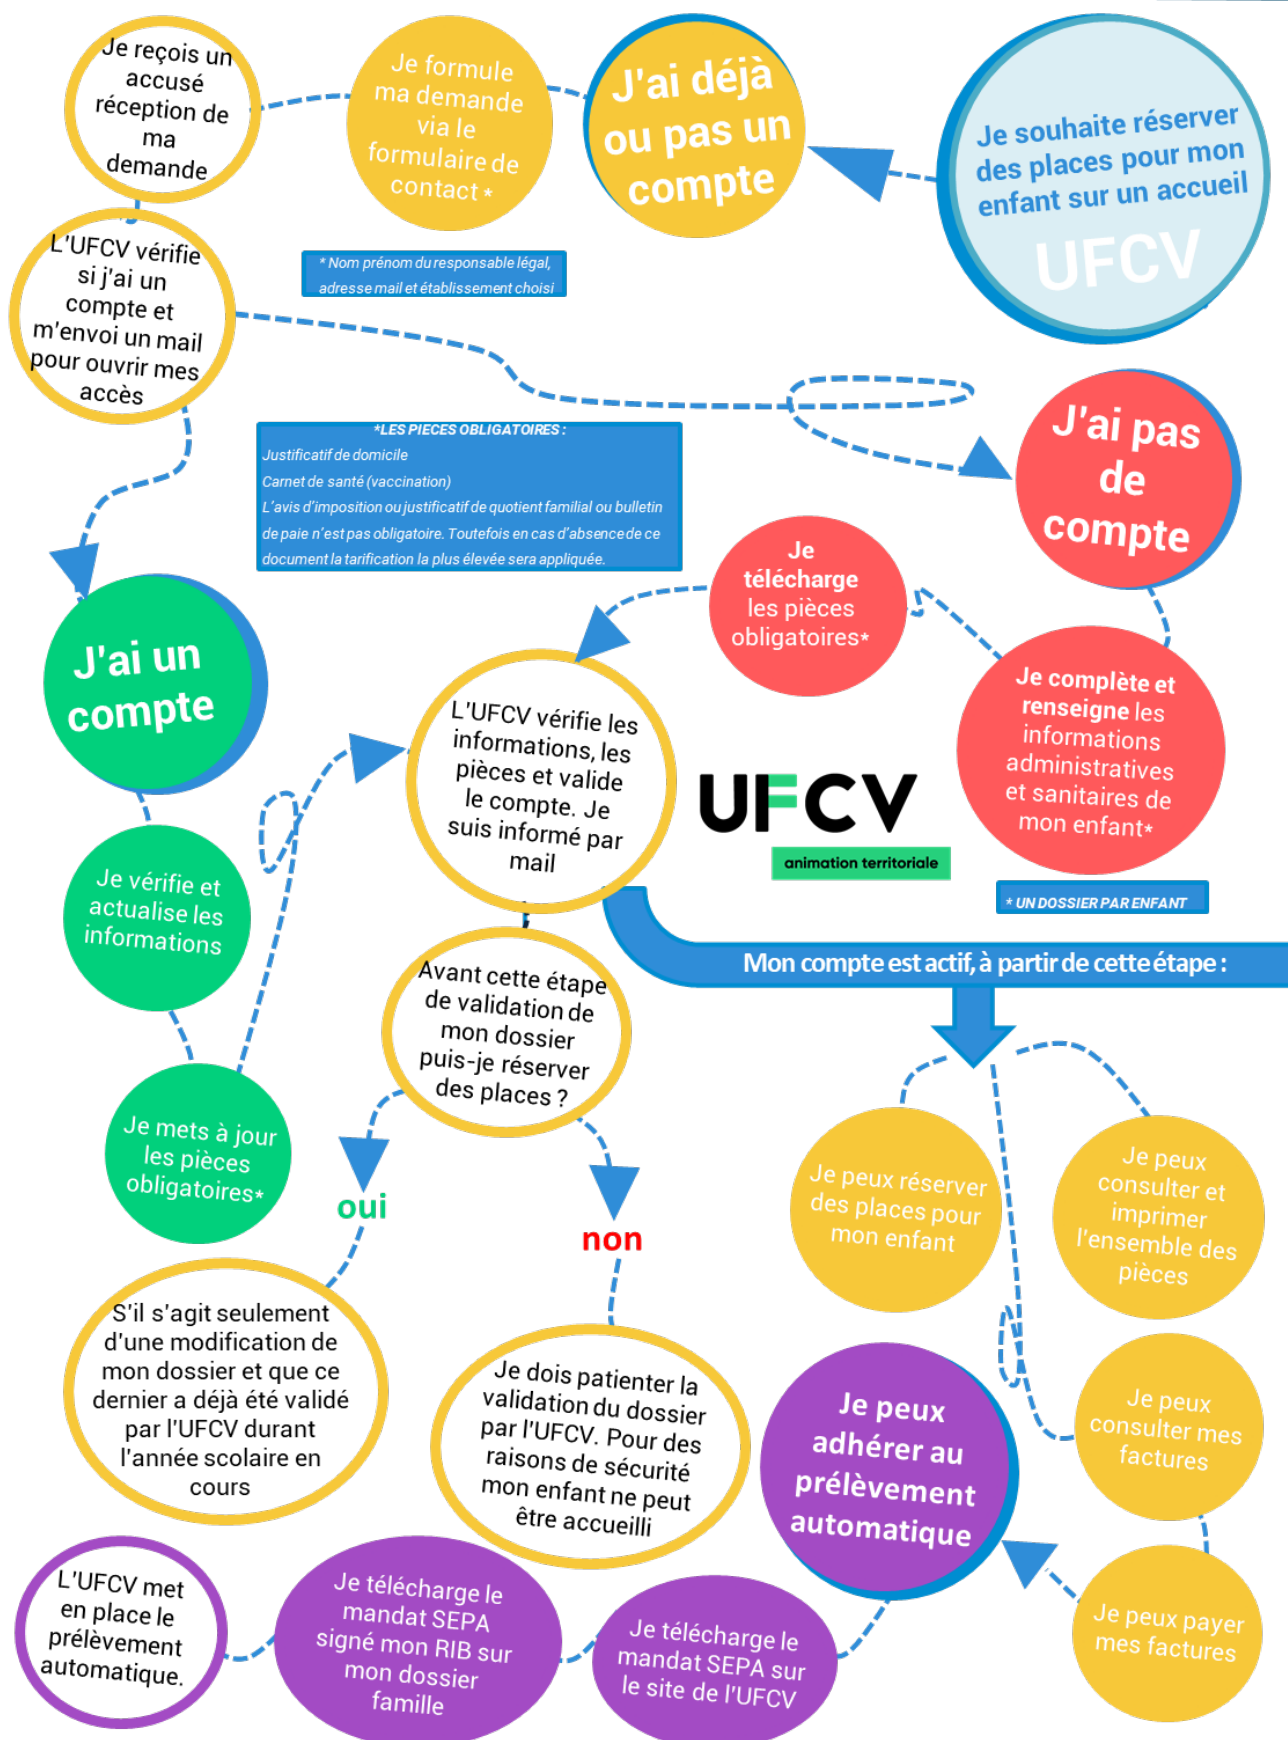 Je souhaite réserver
des places pour mon
enfant sur un accueil
UFCV
J'ai déjà
ou pas un
compte
Je formule
ma demande
via le
formulaire de
contact *
Je reçois un
accusé
réception de
ma
demande
* Nom prénom du responsable légal,
adresse mail et établissement choisi
L'UFCV vérifie
si j'ai un
compte et
m'envoi un mail
pour ouvrir mes
accès
J'ai pas
de
compte
*LES PIECES OBLIGATOIRES :
Justificatif de domicile
Carnet de santé (vaccination)
L'avis d'imposition ou justificatif de quotient familial ou bulletin
de paie n'est pas obligatoire. Toutefois en cas d'absence de ce
document la tarification la plus élevée sera appliquée.
Je
télécharge
les pièces
obligatoires*
Je complète et
renseigne les
informations
administratives
et sanitaires de
mon enfant*
* UN DOSSIER PAR ENFANT
J'ai un
compte
L'UFCV vérifie les
informations, les
pièces et valide
le compte. Je
suis informé par
mail
UFCV
animation territoriale
Je vérifie et
actualise les
informations
Je mets à jour
les pièces
obligatoires*
Mon compte est actif, à partir de cette étape :
Avant cette étape
de validation de
mon dossier
puis-je réserver
des places ?
oui
non
S'il s'agit seulement
d'une modification de
mon dossier et que ce
dernier a déjà été validé
par l'UFCV durant
l'année scolaire en
cours
Je dois patienter la
validation du dossier
par l'UFCV. Pour des
raisons de sécurité
mon enfant ne peut
être accueilli
Je peux réserver
des places pour
mon enfant
Je peux
consulter et
imprimer
l'ensemble des
pièces
Je peux
consulter mes
factures
Je peux payer
mes factures
Je peux
adhérer au
prélèvement
automatique
Je télécharge le
mandat SEPA sur
le site de l'UFCV
Je télécharge le
mandat SEPA
signé mon RIB sur
mon dossier
famille
L'UFCV met
en place le
prélèvement
automatique.